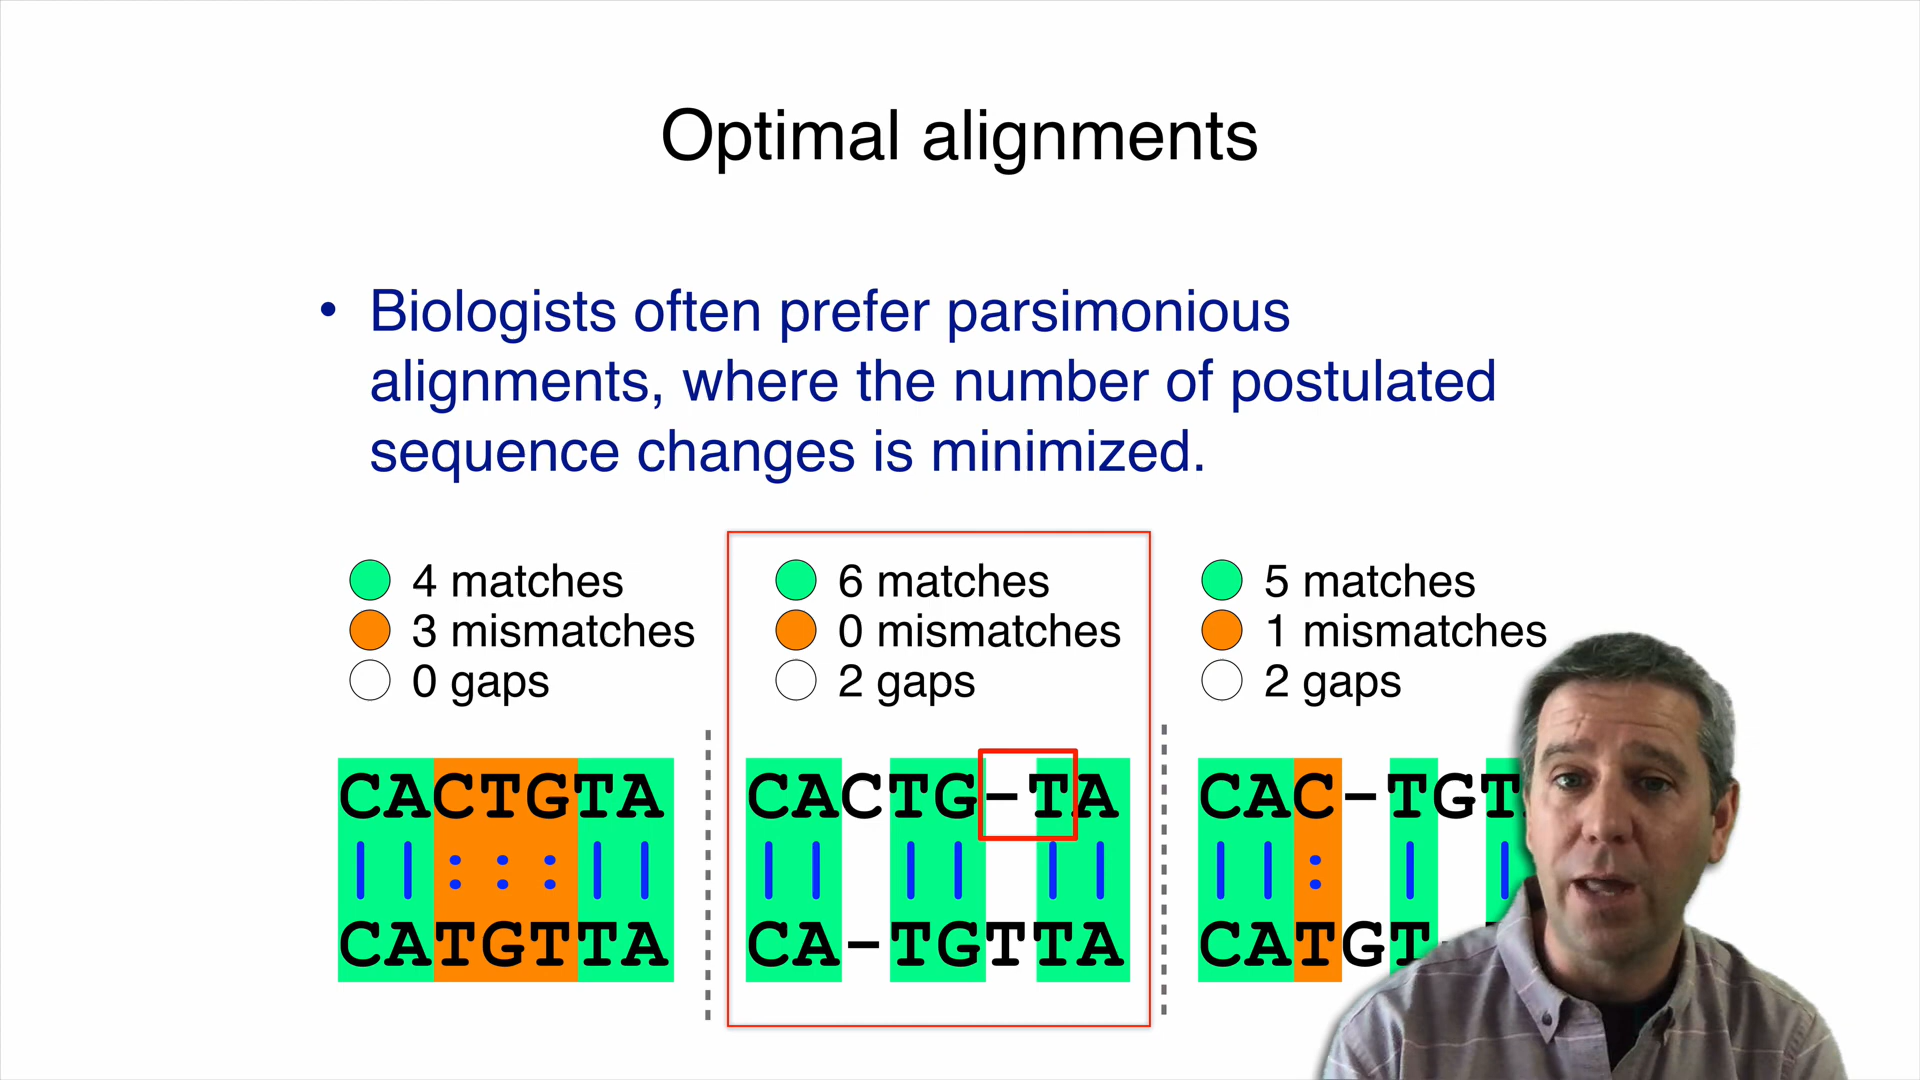 Optimal alignments
• Biologists often prefer parsimonious
alignments, where the number of postulated
sequence changes is minimized.
4 matches
3 mismatches
0 gaps
6 matches
0 mismatches
2 gaps
5 matches
1 mismatches
2 gaps
CACTGTA
||:::||
CATGTTA
CACTG-TA
|| || ||
CA-TGTTA
CAC-TGT
||: | |
CATGT